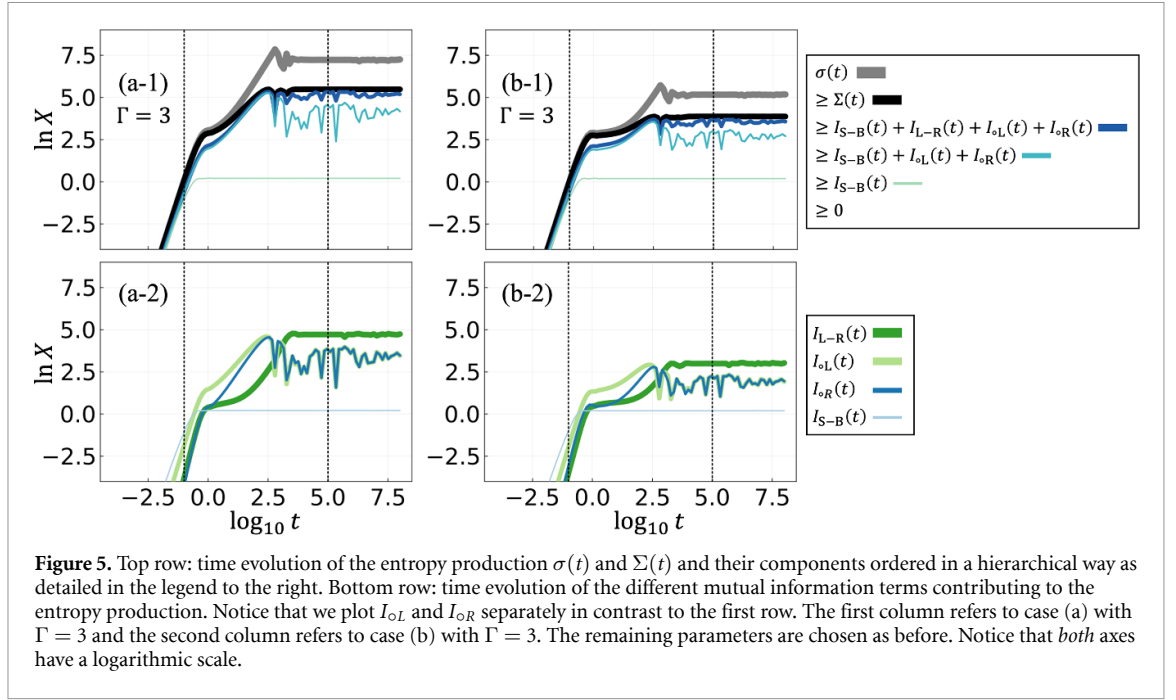 7.5
5.0
2.5
0.0
−2.5
ln X
(a-1)
Γ = 3
7.5
5.0
2.5
0.0
−2.5
(b-1)
Γ = 3
σ(t)
≥ Σ(t)
≥ I_S−B(t) + I_L−R(t) + I_∘L(t) + I_∘R(t)
≥ I_S−B(t) + I_∘L(t) + I_∘R(t)
≥ I_S−B(t)
≥ 0
7.5
5.0
2.5
0.0
−2.5
ln X
(a-2)
−2.5 0.0 2.5 5.0 7.5
log₁₀ t
7.5
5.0
2.5
0.0
−2.5
(b-2)
−2.5 0.0 2.5 5.0 7.5
log₁₀ t
I_L−R(t)
I_∘L(t)
I_∘R(t)
I_S−B(t)
Figure 5. Top row: time evolution of the entropy production σ(t) and Σ(t) and their components ordered in a hierarchical way as
detailed in the legend to the right. Bottom row: time evolution of the different mutual information terms contributing to the
entropy production. Notice that we plot I_∘L and I_∘R separately in contrast to the first row. The first column refers to case (a) with
Γ = 3 and the second column refers to case (b) with Γ = 3. The remaining parameters are chosen as before. Notice that both axes
have a logarithmic scale.